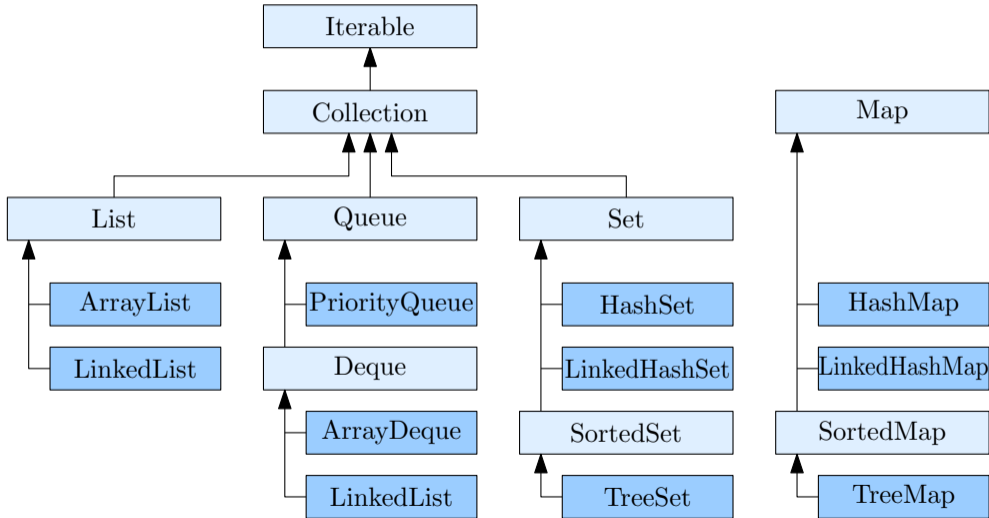 Iterable
Collection
Map
List
Queue
Set
ArrayList
PriorityQueue
HashSet
HashMap
LinkedList
Deque
LinkedHashSet
LinkedHashMap
ArrayDeque
SortedSet
SortedMap
LinkedList
TreeSet
TreeMap